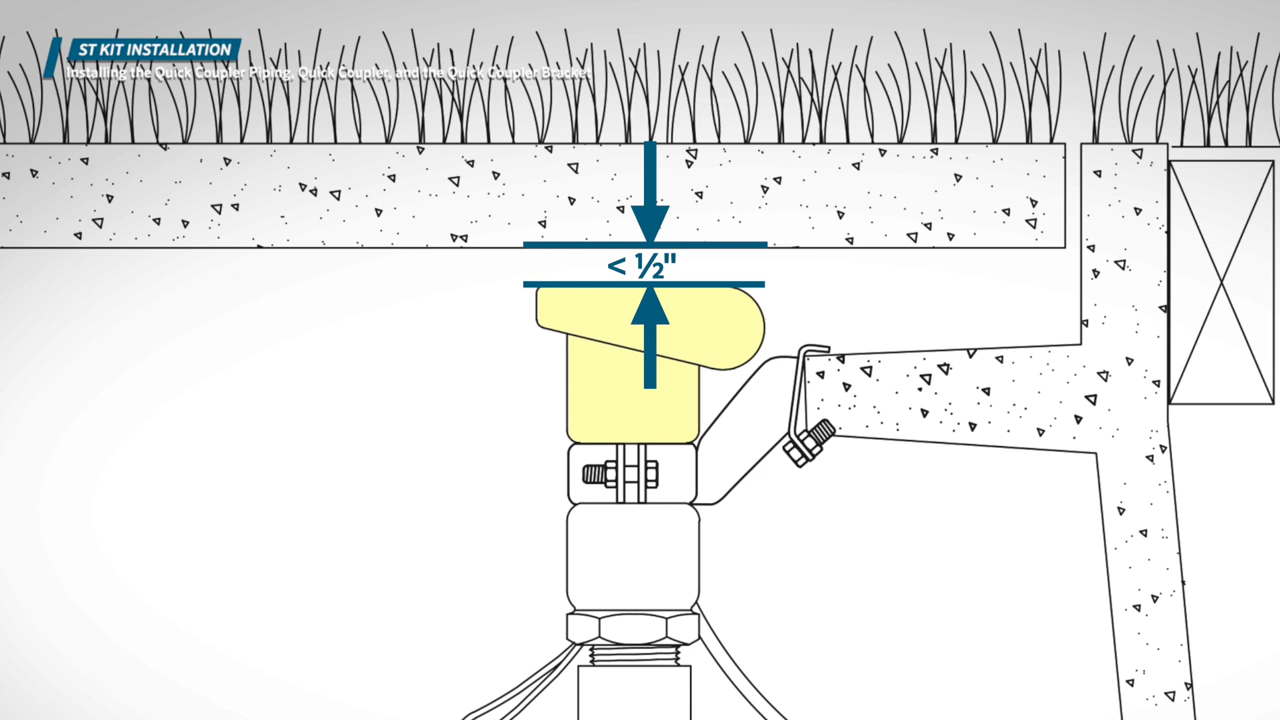 ST KIT INSTALLATION
Installing the Quick Coupler Piping, Quick Coupler, and the Quick Coupler Bracket
< ½"